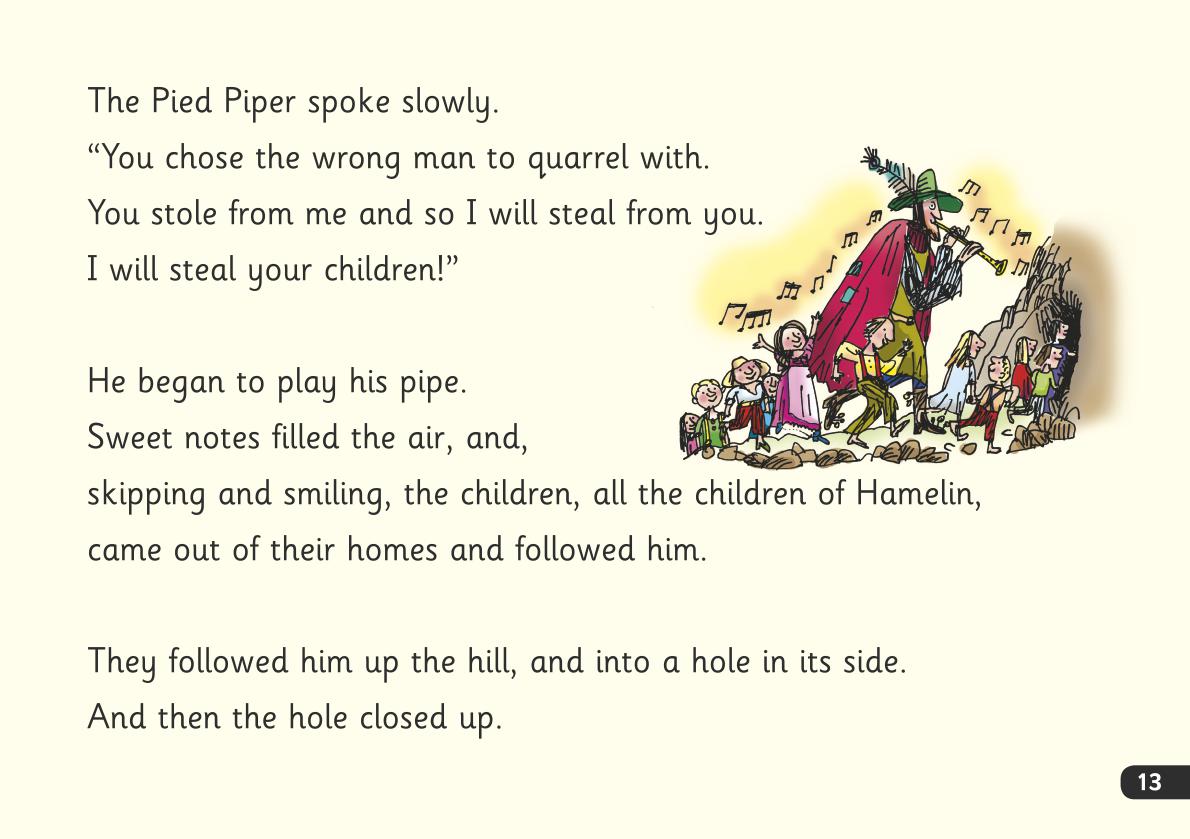 The Pied Piper spoke slowly.
“You chose the wrong man to quarrel with.
You stole from me and so I will steal from you.
I will steal your children!”
He began to play his pipe.
Sweet notes filled the air, and,
skipping and smiling, the children, all the children of Hamelin,
came out of their homes and followed him.
They followed him up the hill, and into a hole in its side.
And then the hole closed up.
13